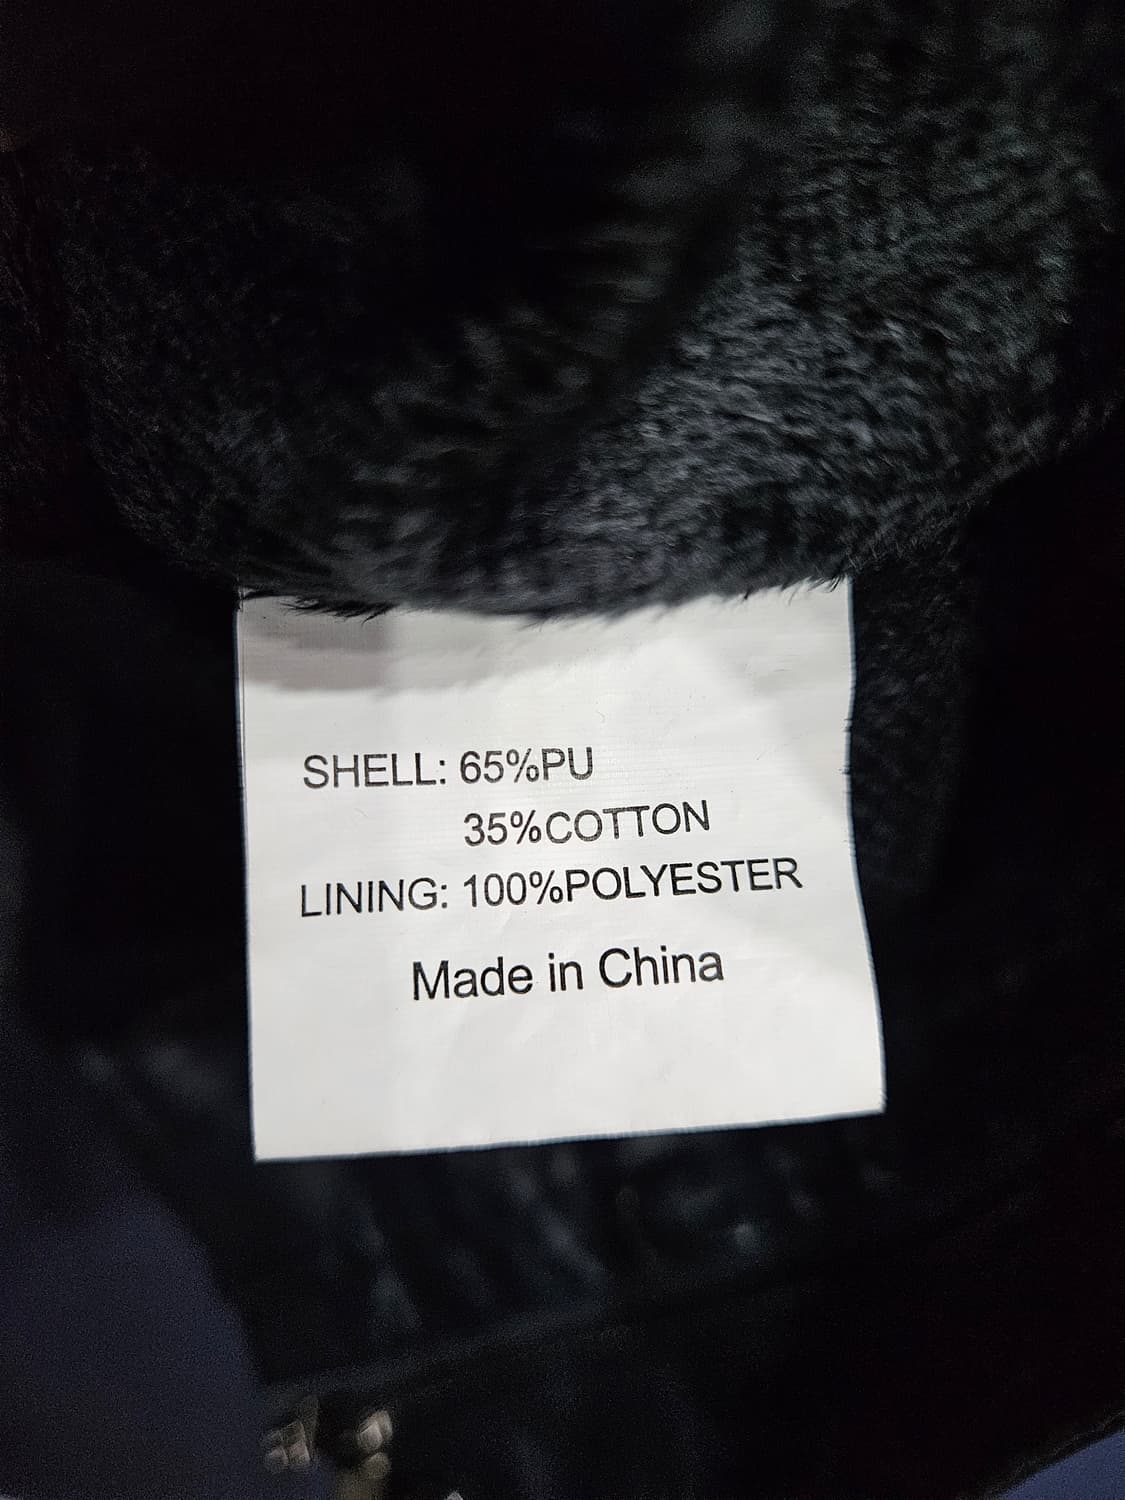 SHELL: 65%PU
35%COTTON
LINING: 100%POLYESTER
Made in China